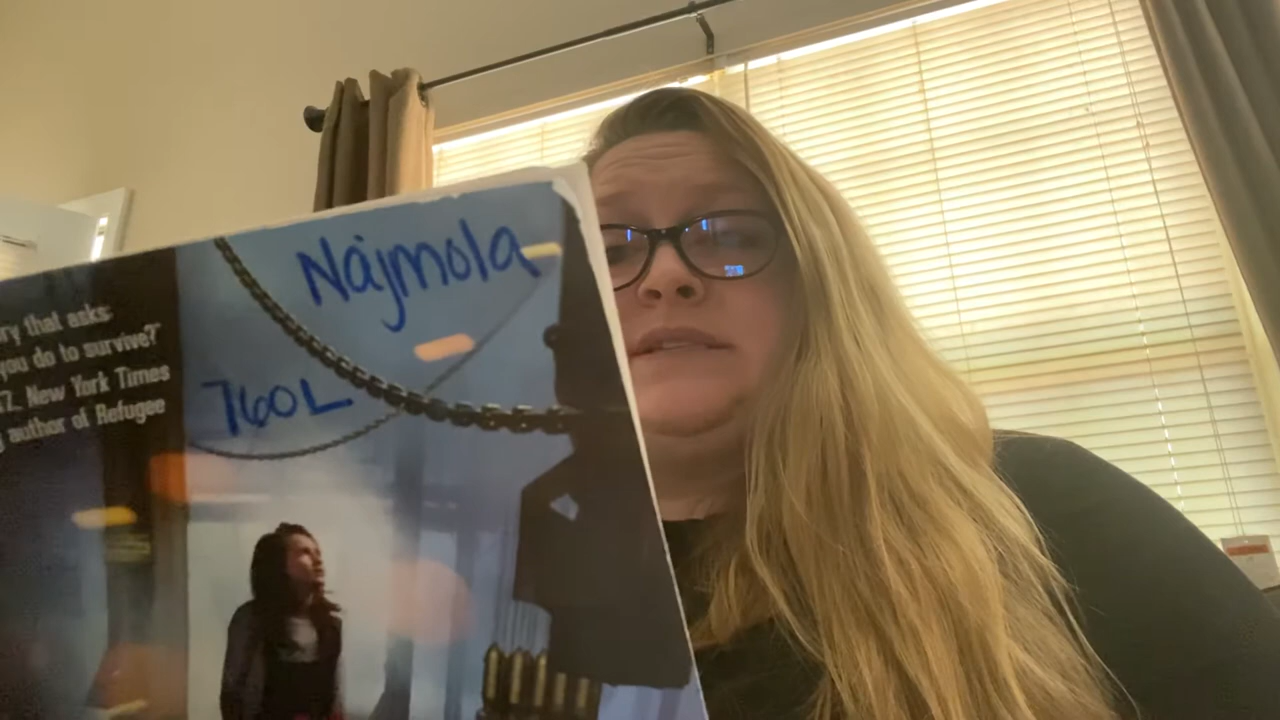 Najmola
ry that asks:
you do to survive?"
New York Times
author of Refugee
760L